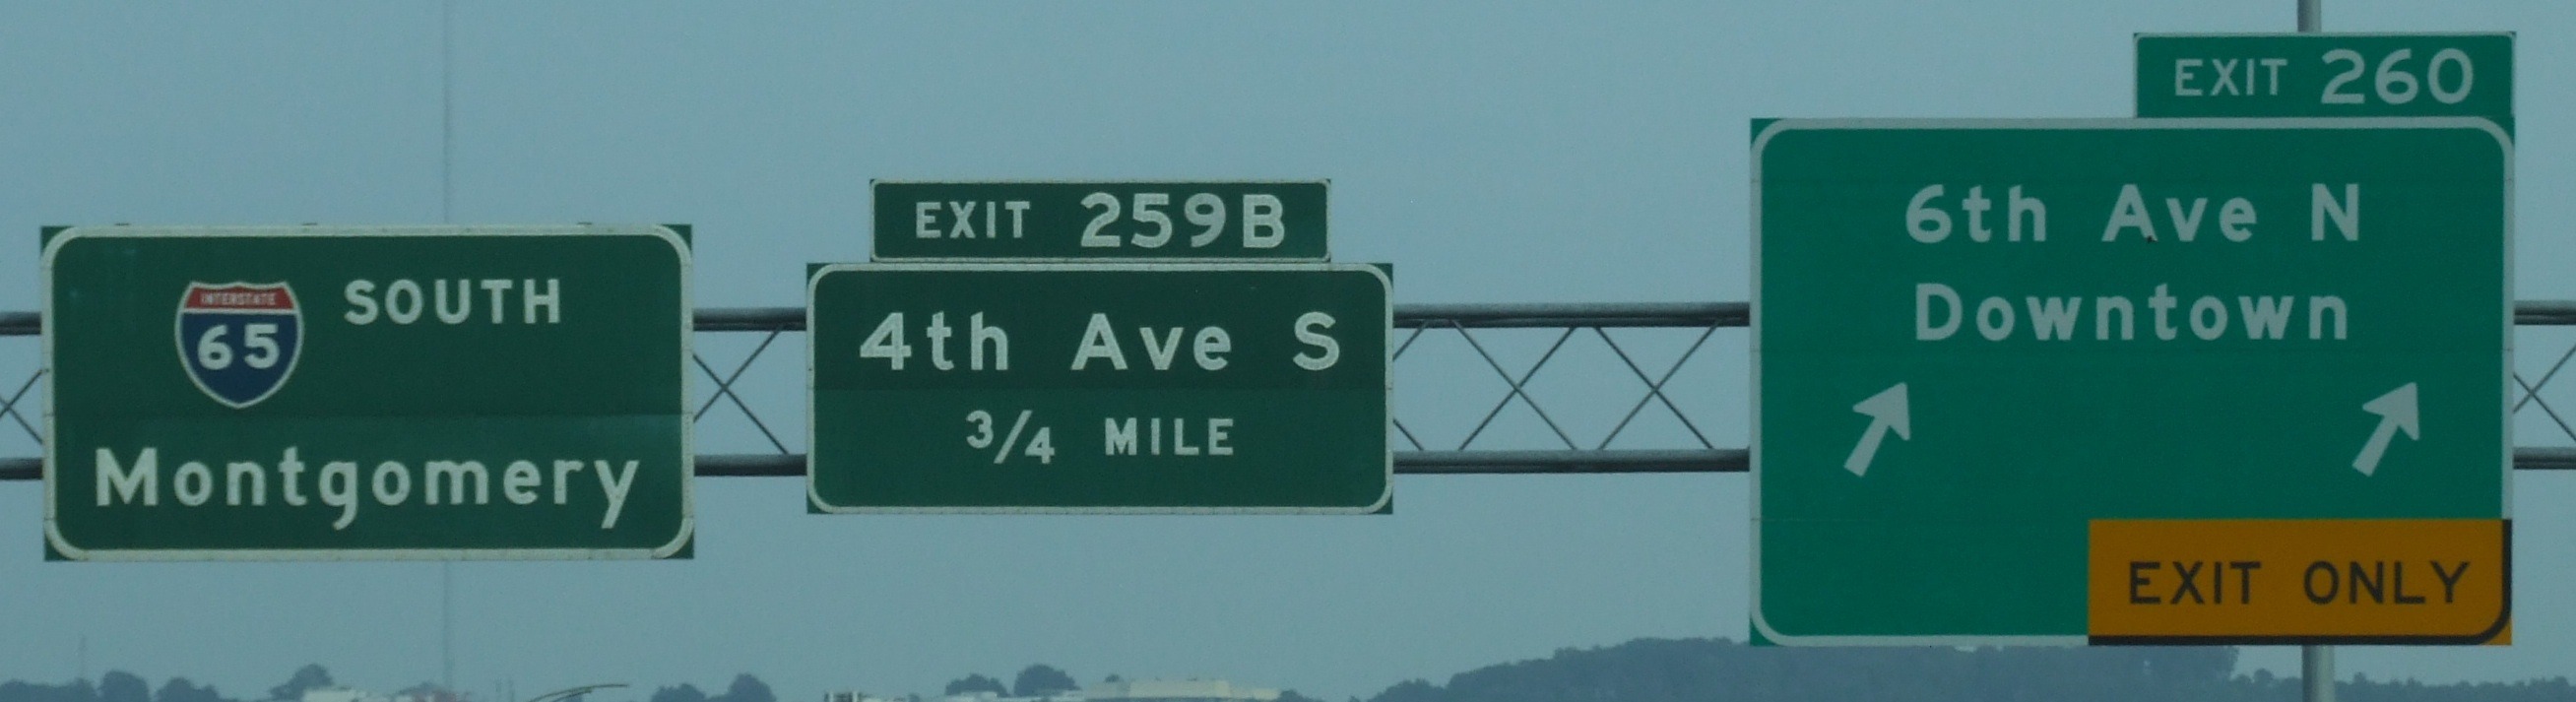 INTERSTATE
65
SOUTH
Montgomery
EXIT 259B
4th Ave S
3/4 MILE
EXIT 260
6th Ave N
Downtown
EXIT ONLY